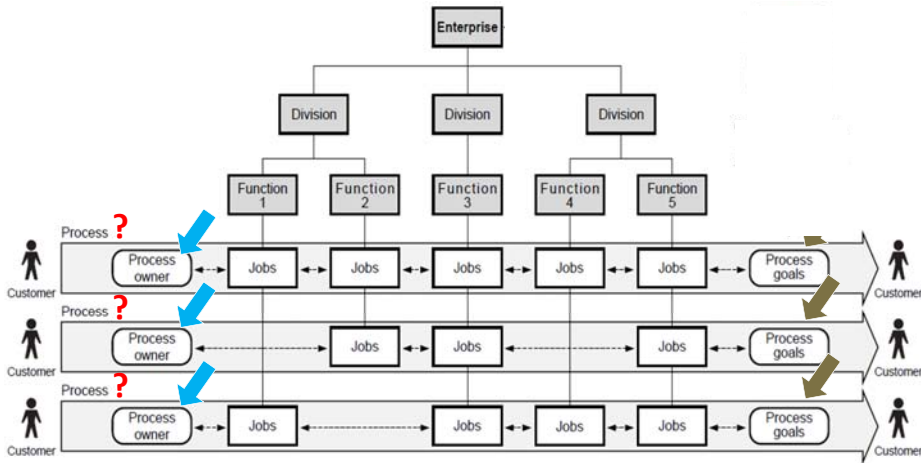 Enterprise
Division Division Division
Function 1 Function 2 Function 3 Function 4 Function 5
Process ?
Process owner Jobs Jobs Jobs Jobs Jobs Process goals
Customer Customer
Process ?
Process owner Jobs Jobs Jobs Process goals
Customer Customer
Process ?
Process owner Jobs Jobs Jobs Jobs Process goals
Customer Customer